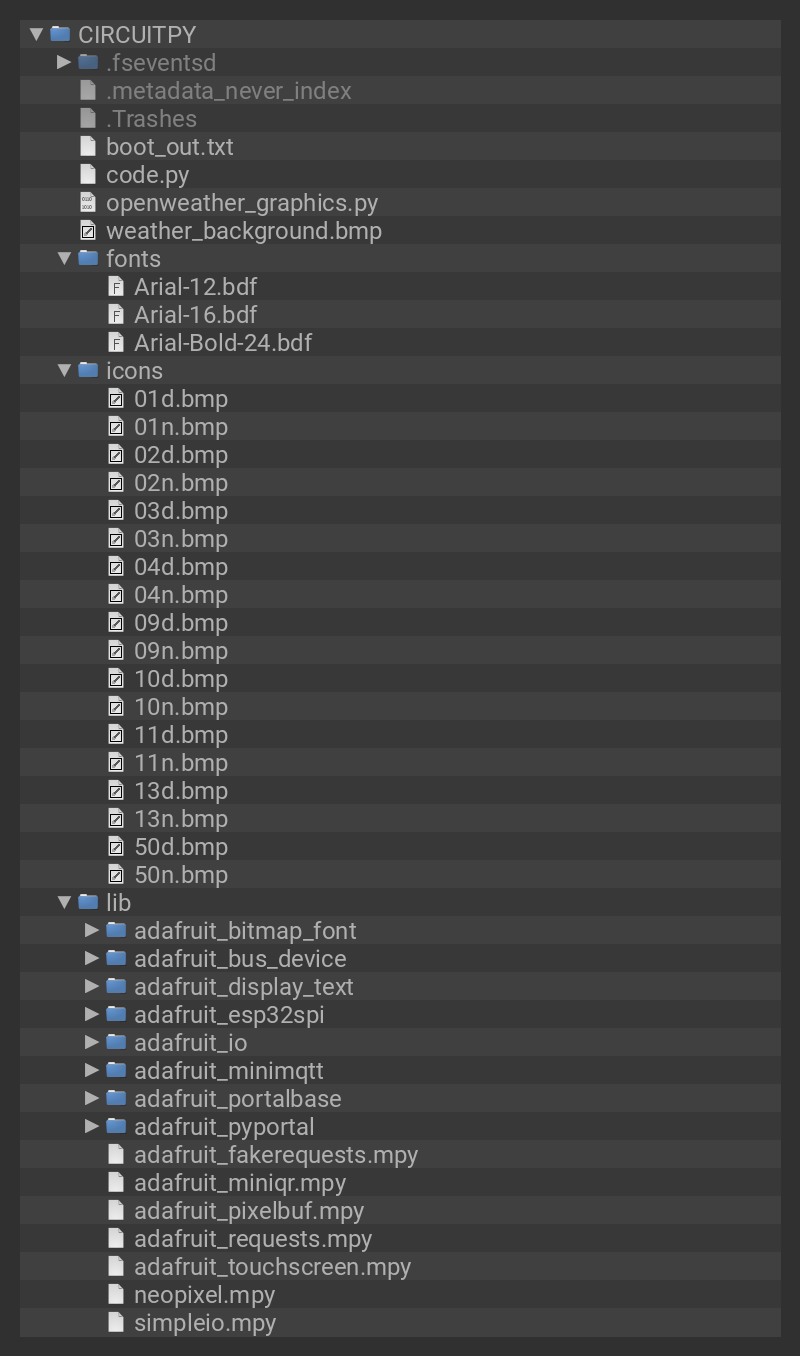 CIRCUITPY
.fseventsd
.metadata_never_index
.Trashes
boot_out.txt
code.py
openweather_graphics.py
weather_background.bmp
fonts
Arial-12.bdf
Arial-16.bdf
Arial-Bold-24.bdf
icons
01d.bmp
01n.bmp
02d.bmp
02n.bmp
03d.bmp
03n.bmp
04d.bmp
04n.bmp
09d.bmp
09n.bmp
10d.bmp
10n.bmp
11d.bmp
11n.bmp
13d.bmp
13n.bmp
50d.bmp
50n.bmp
lib
adafruit_bitmap_font
adafruit_bus_device
adafruit_display_text
adafruit_esp32spi
adafruit_io
adafruit_minimqtt
adafruit_portalbase
adafruit_pyportal
adafruit_fakerequests.mpy
adafruit_miniqr.mpy
adafruit_pixelbuf.mpy
adafruit_requests.mpy
adafruit_touchscreen.mpy
neopixel.mpy
simpleio.mpy